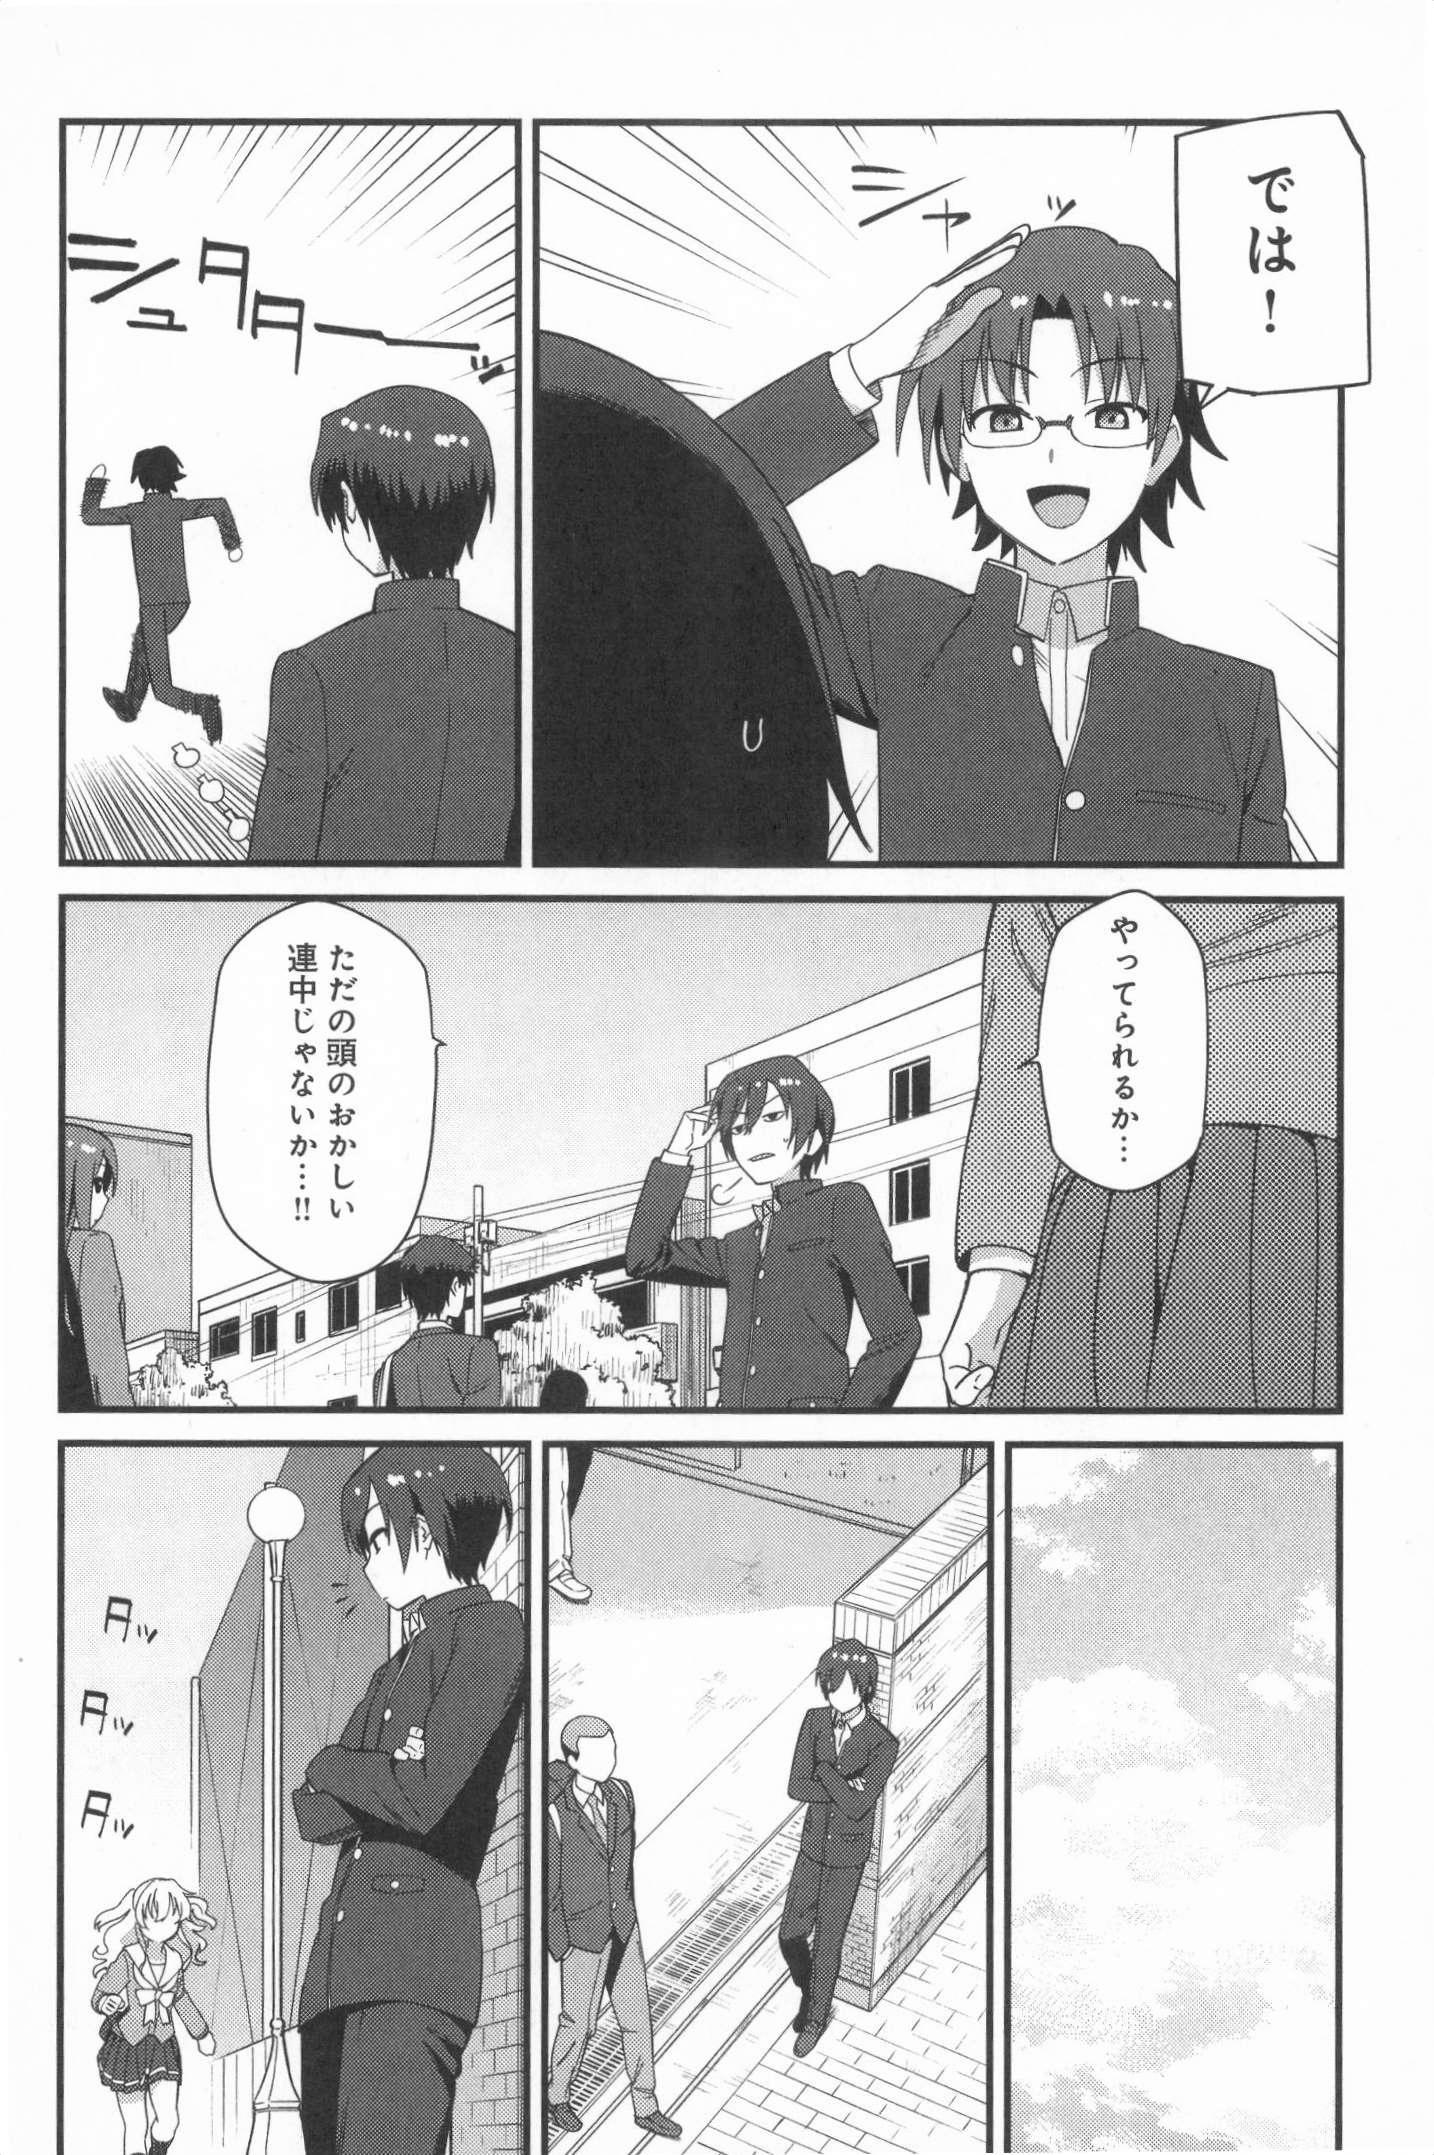 では!
シャッ
シュタタターッ
やってられるか…
ただの頭のおかしい
連中じゃないか…!!
タッ
タッ
タッ